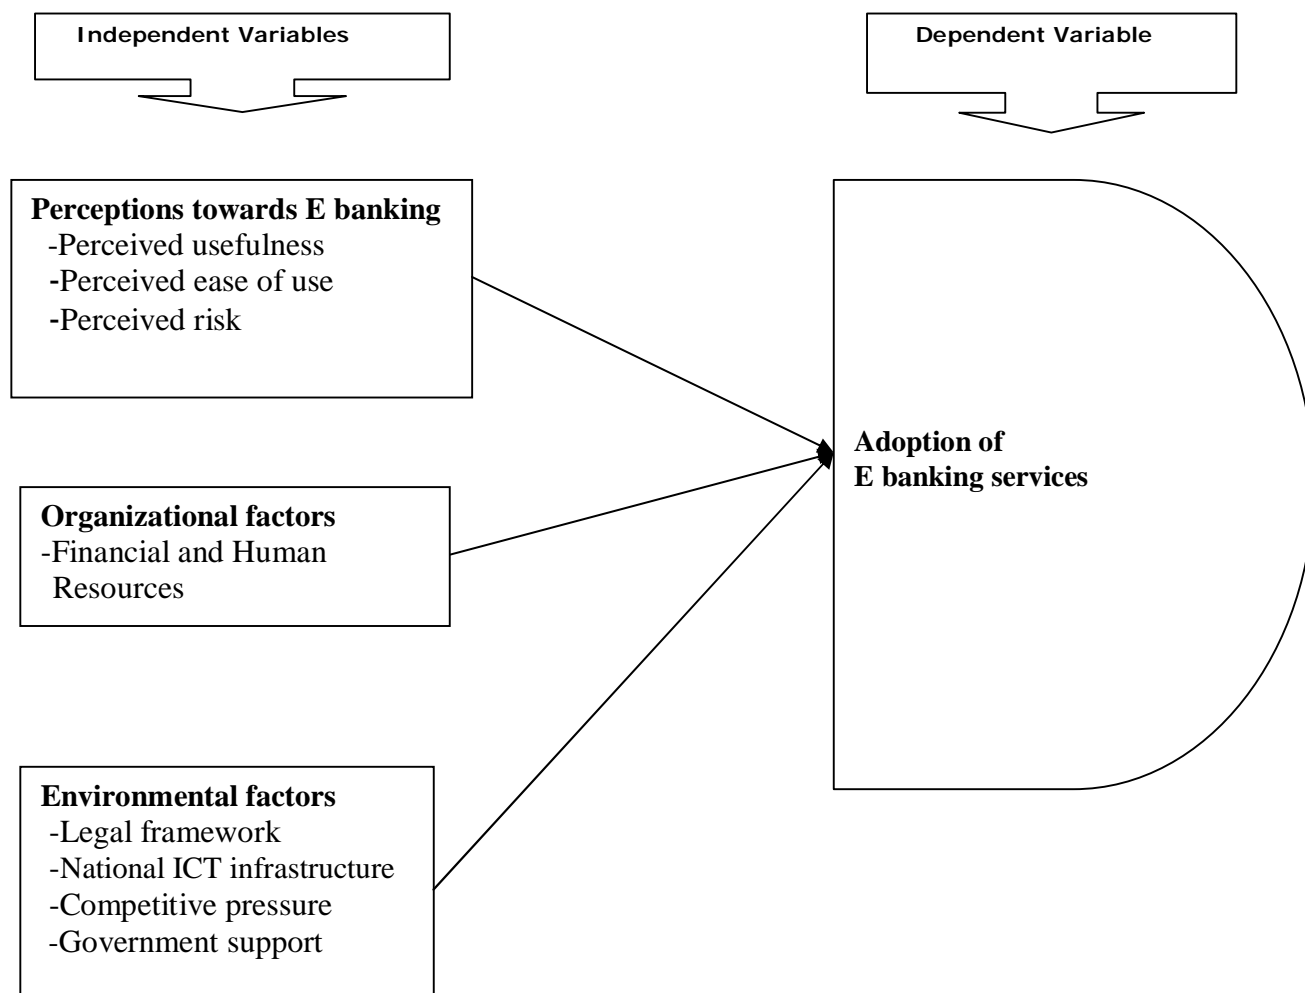 Independent Variables
Dependent Variable
Perceptions towards E banking
-Perceived usefulness
-Perceived ease of use
-Perceived risk
Organizational factors
-Financial and Human
Resources
Environmental factors
-Legal framework
-National ICT infrastructure
-Competitive pressure
-Government support
Adoption of
E banking services